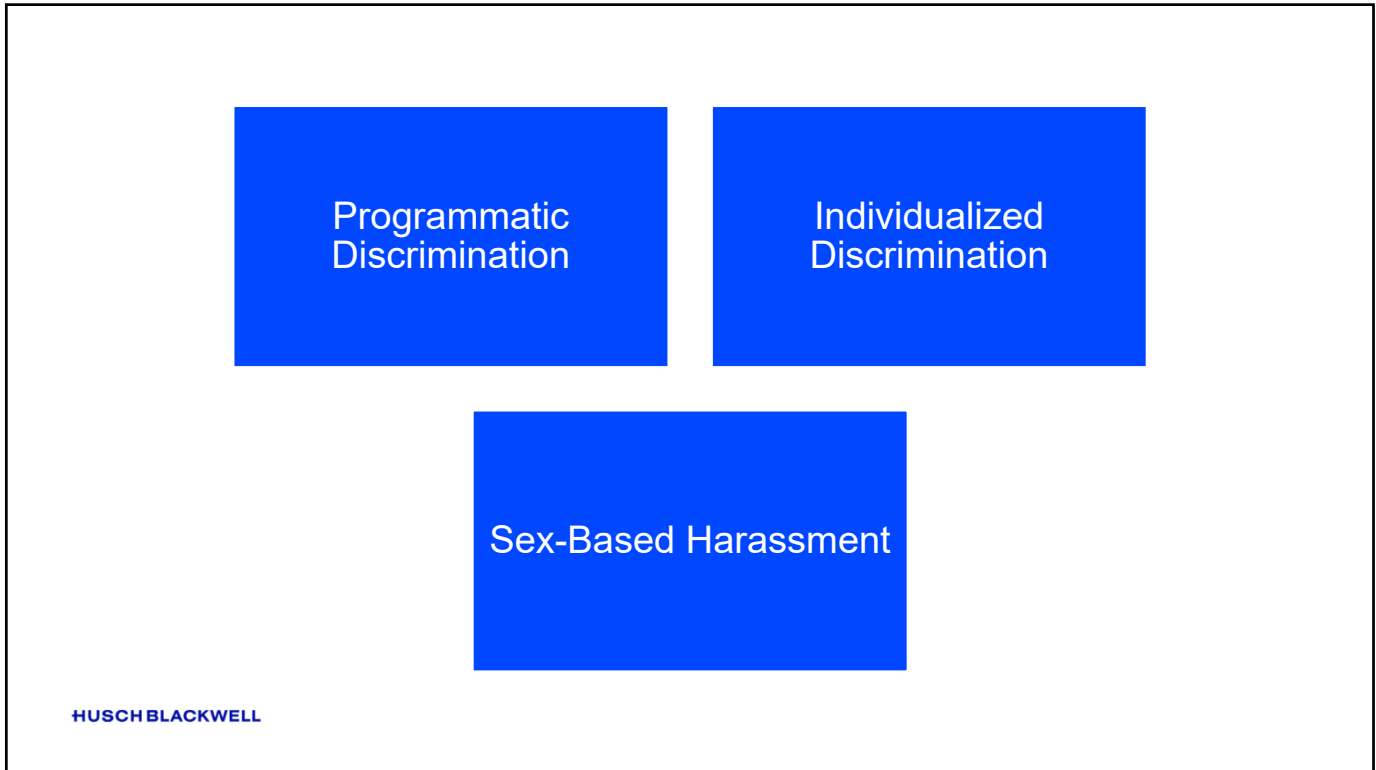 Programmatic
Discrimination
Individualized
Discrimination
Sex-Based Harassment
HUSCH BLACKWELL